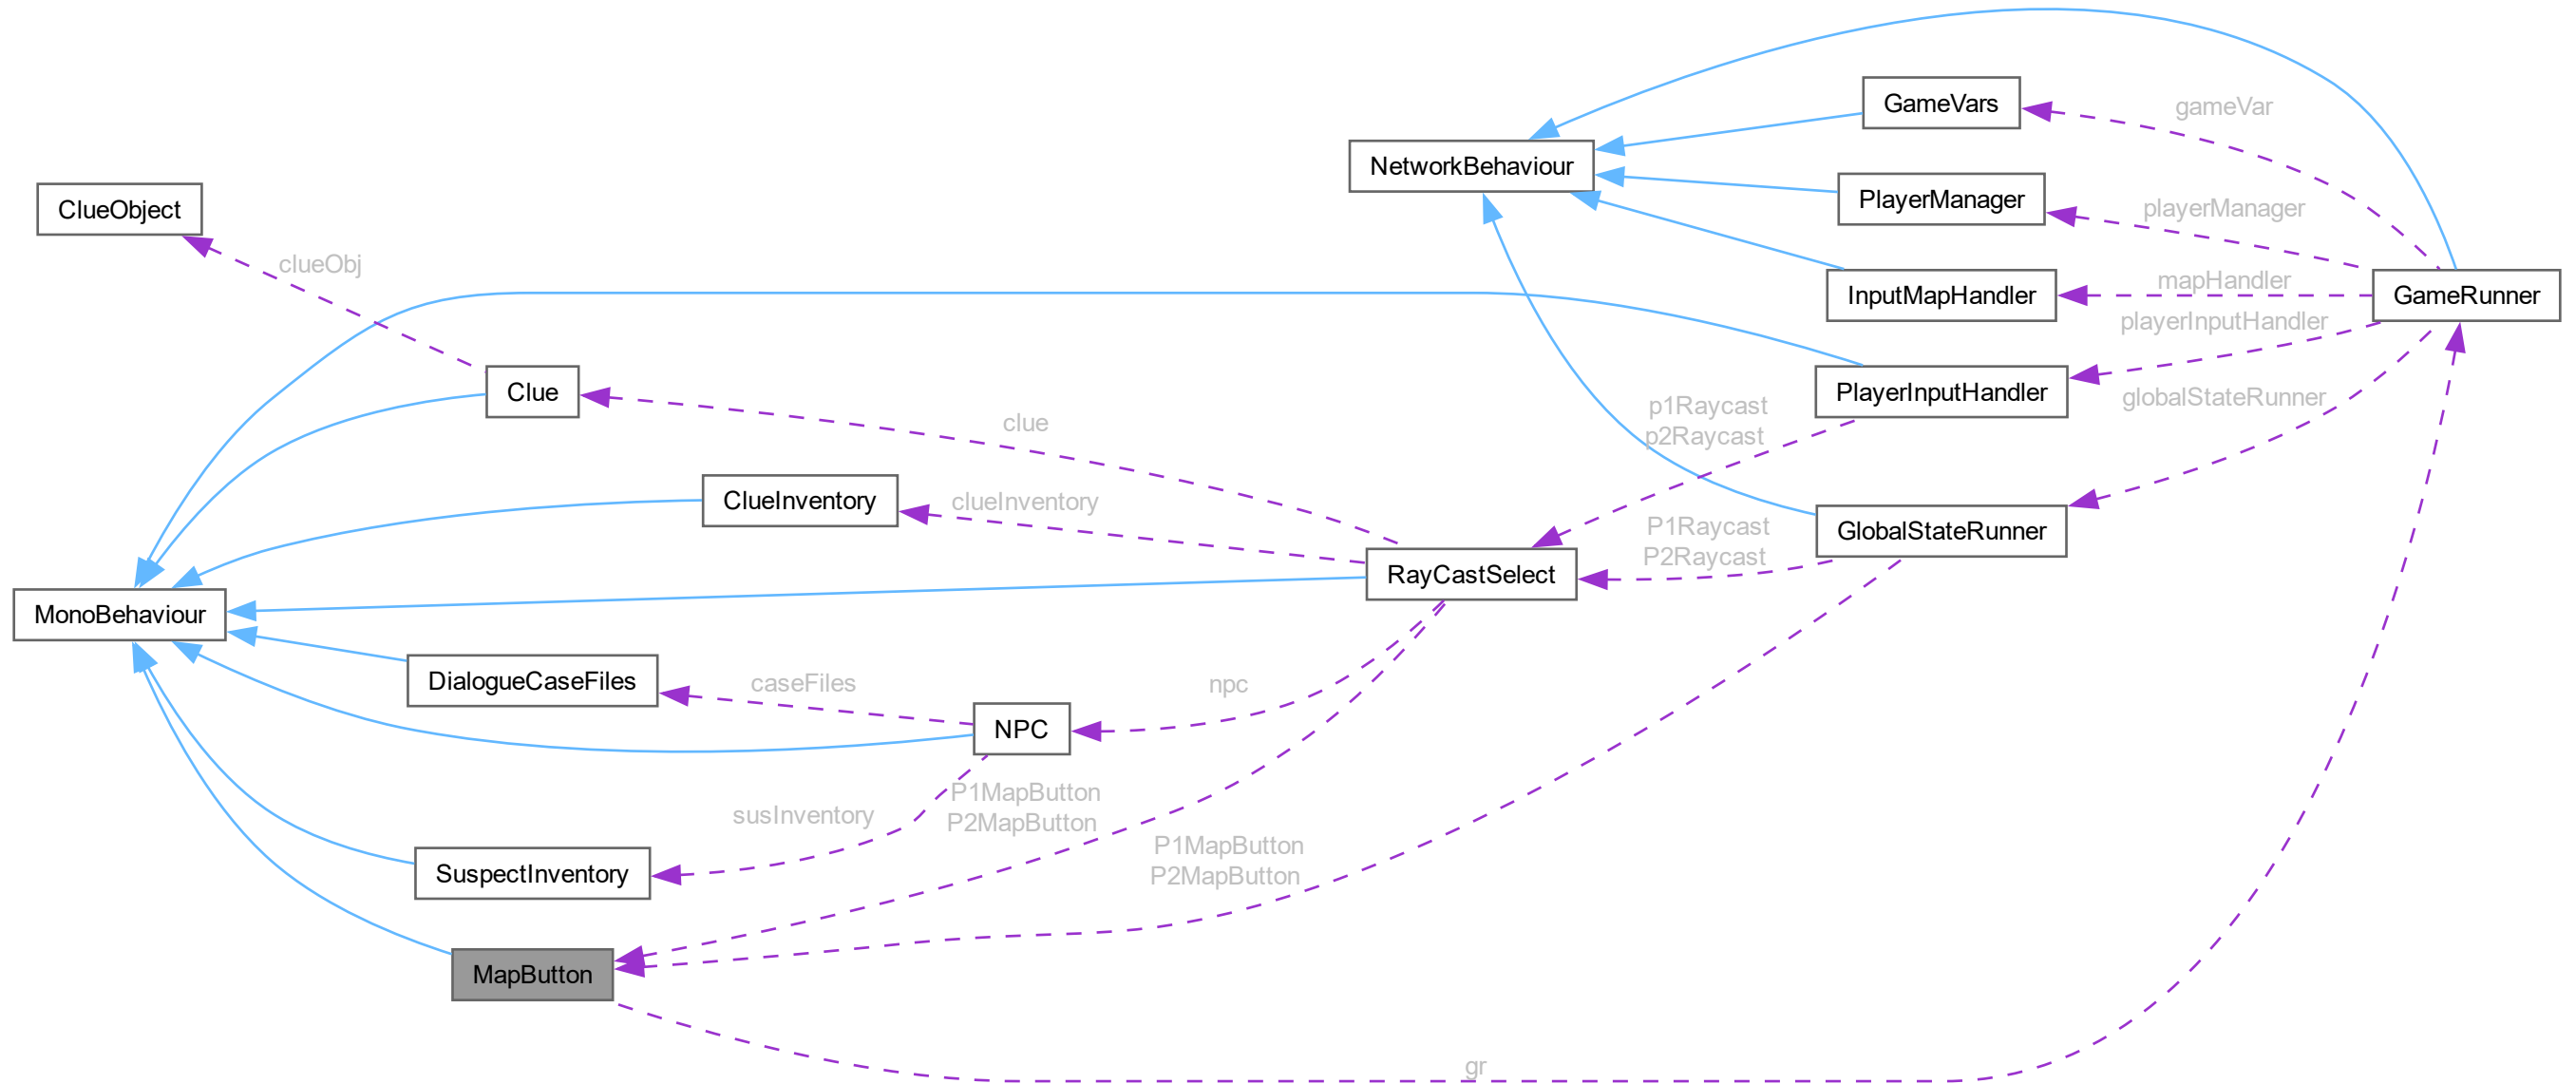 GameVars
gameVar
NetworkBehaviour
ClueObject
PlayerManager
playerManager
clueObj
mapHandler
InputMapHandler
GameRunner
playerInputHandler
Clue
PlayerInputHandler
globalStateRunner
clue
p1Raycast
p2Raycast
ClueInventory
clueInventory
P1Raycast
P2Raycast
GlobalStateRunner
RayCastSelect
MonoBehaviour
DialogueCaseFiles
caseFiles
npc
NPC
susInventory
P1MapButton
P2MapButton
P1MapButton
P2MapButton
SuspectInventory
MapButton
gr